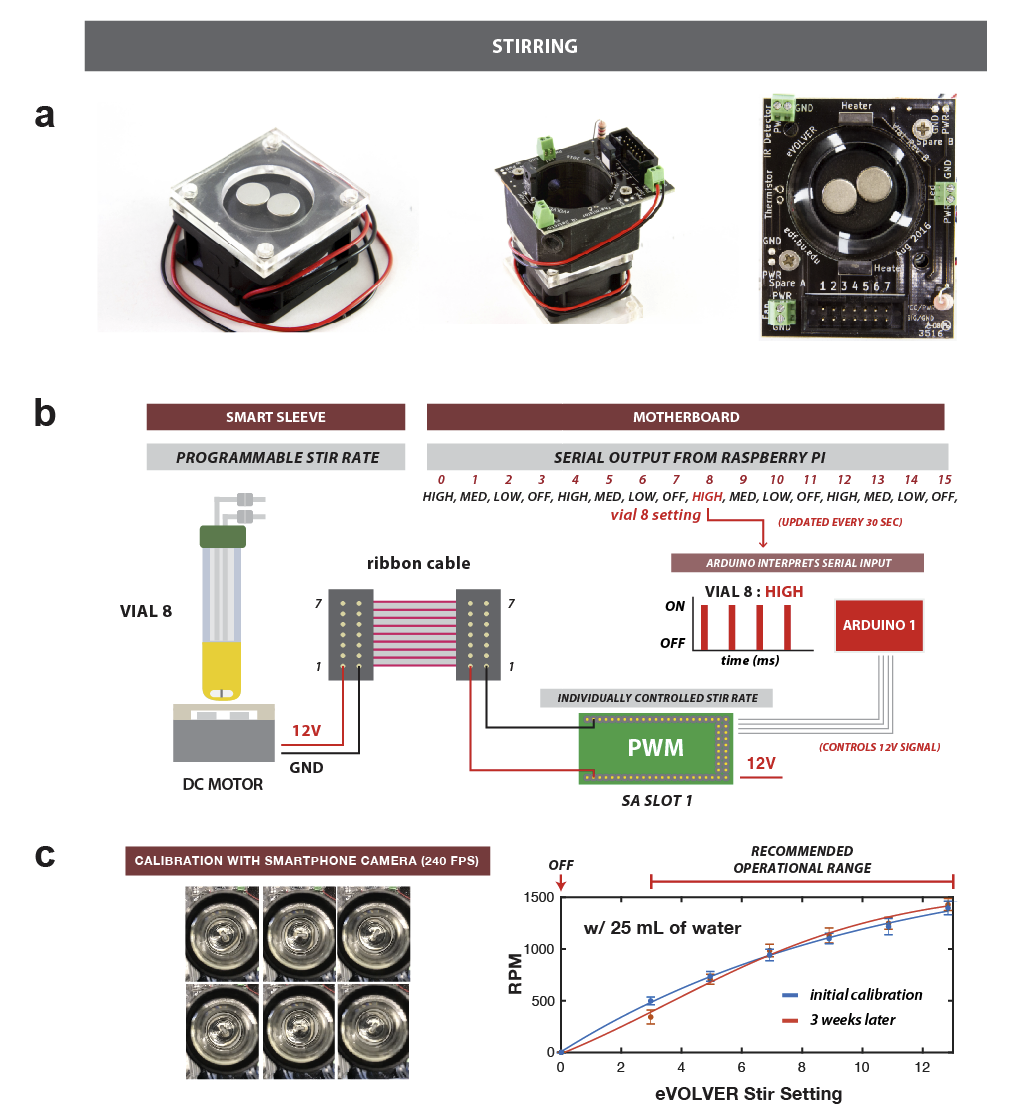 STIRRING
a
IR Detector
PWR
GND
Heater
GND
PWR
Spare B
eVOLVER
Vial Rev B
Thermistor
GND
PWR
edf.bu.edu
Aug 2016
GND
PWR
Spare A
Heater
1 2 3 4 5 6 7
PWR
GND
3516
b
SMART SLEEVE
MOTHERBOARD
PROGRAMMABLE STIR RATE
SERIAL OUTPUT FROM RASPBERRY PI
0 1 2 3 4 5 6 7 8 9 10 11 12 13 14 15
HIGH, MED, LOW, OFF, HIGH, MED, LOW, OFF, HIGH, MED, LOW, OFF, HIGH, MED, LOW, OFF,
vial 8 setting
(UPDATED EVERY 30 SEC)
ARDUINO INTERPRETS SERIAL INPUT
ribbon cable
VIAL 8 : HIGH
VIAL 8
7
7
ON
OFF
time (ms)
ARDUINO 1
1
1
INDIVIDUALLY CONTROLLED STIR RATE
12V
GND
PWM
(CONTROLS 12V SIGNAL)
12V
DC MOTOR
SA SLOT 1
c
CALIBRATION WITH SMARTPHONE CAMERA (240 FPS)
OFF
RECOMMENDED
OPERATIONAL RANGE
1500
w/ 25 mL of water
1000
RPM
500
initial calibration
3 weeks later
0
0 2 4 6 8 10 12
eVOLVER Stir Setting